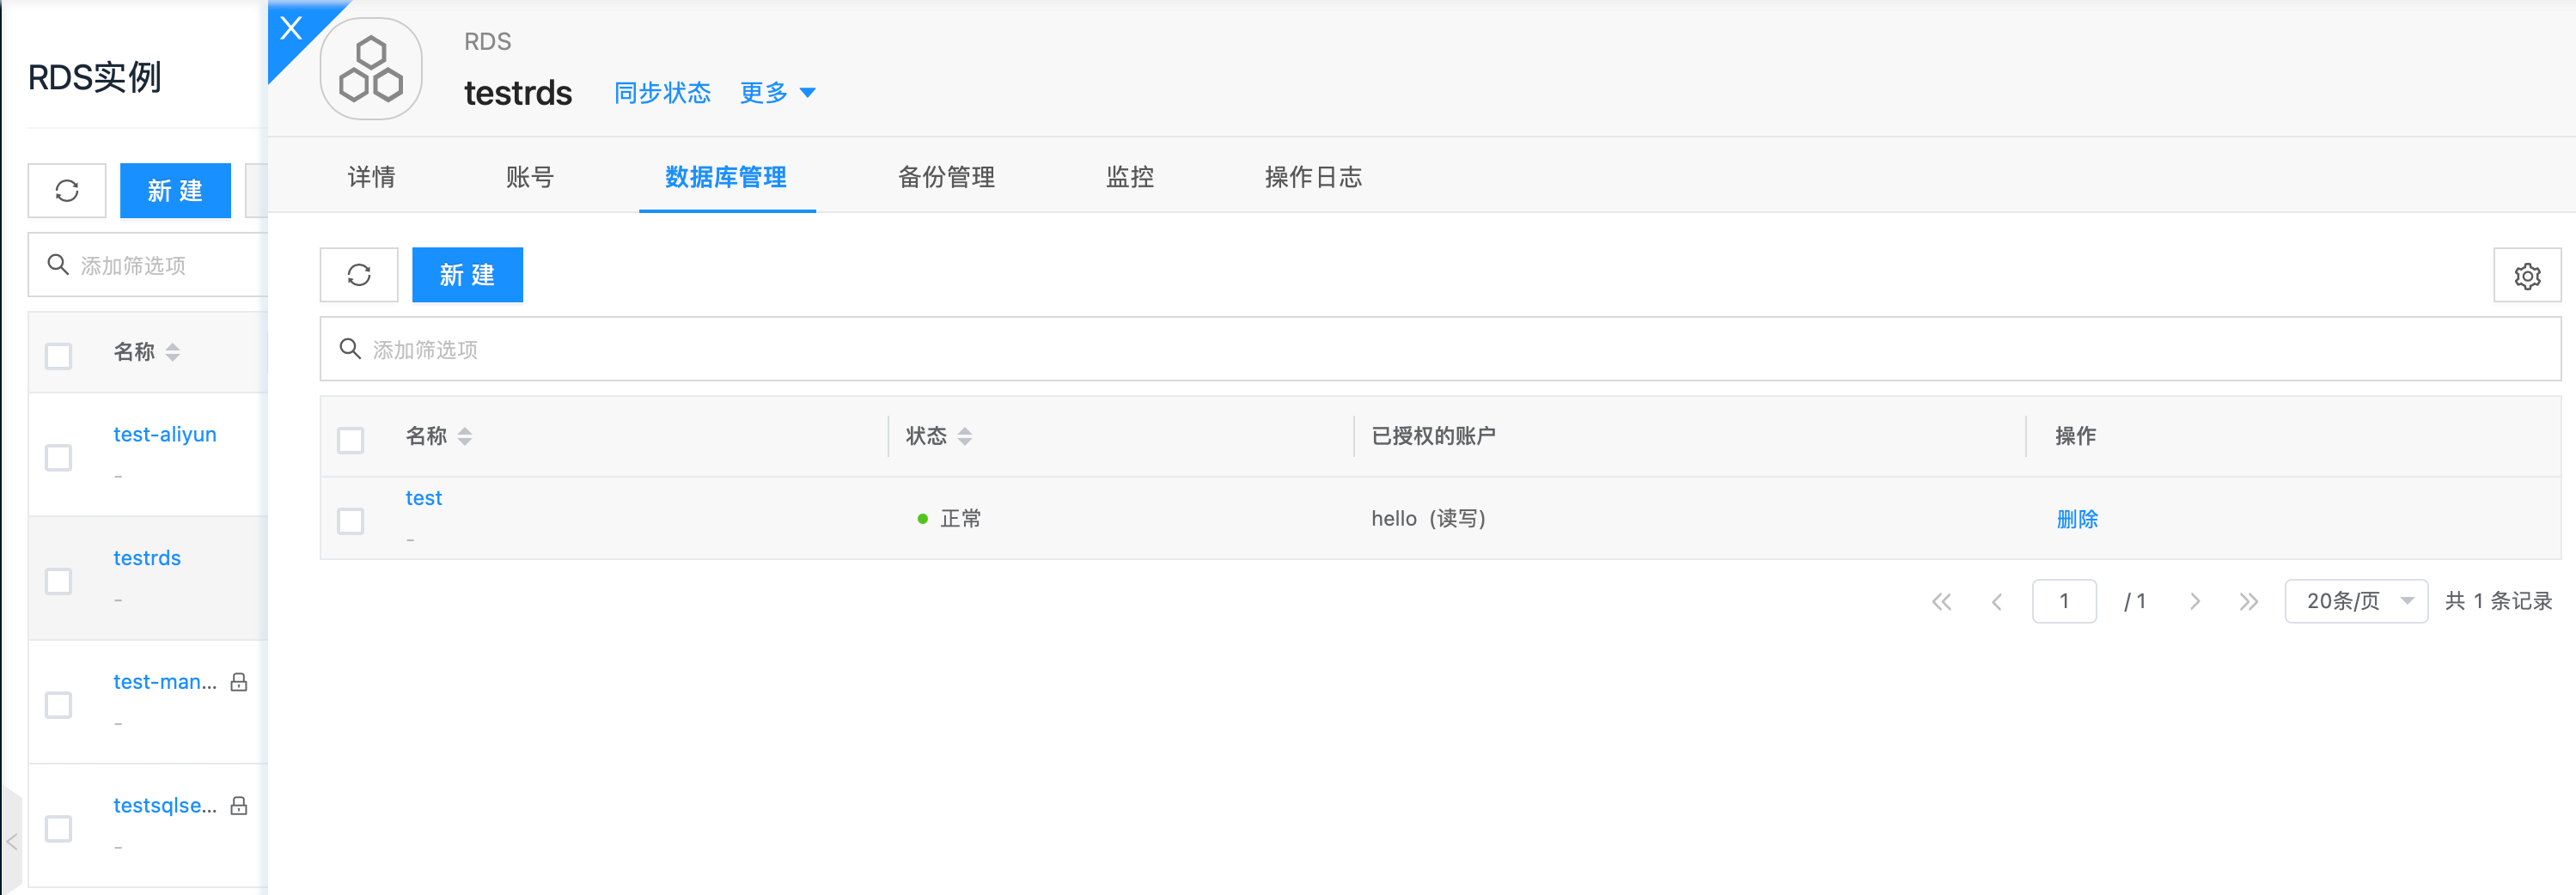 RDS实例
新 建
添加筛选项
名称
test-aliyun
-
testrds
-
test-man...
-
testsqlse...
-
RDS
testrds 同步状态 更多
详情 账号 数据库管理 备份管理 监控 操作日志
新 建
添加筛选项
名称 状态 已授权的账户 操作
test
-
正常 hello (读写) 删除
1 / 1 20条/页 共 1 条记录